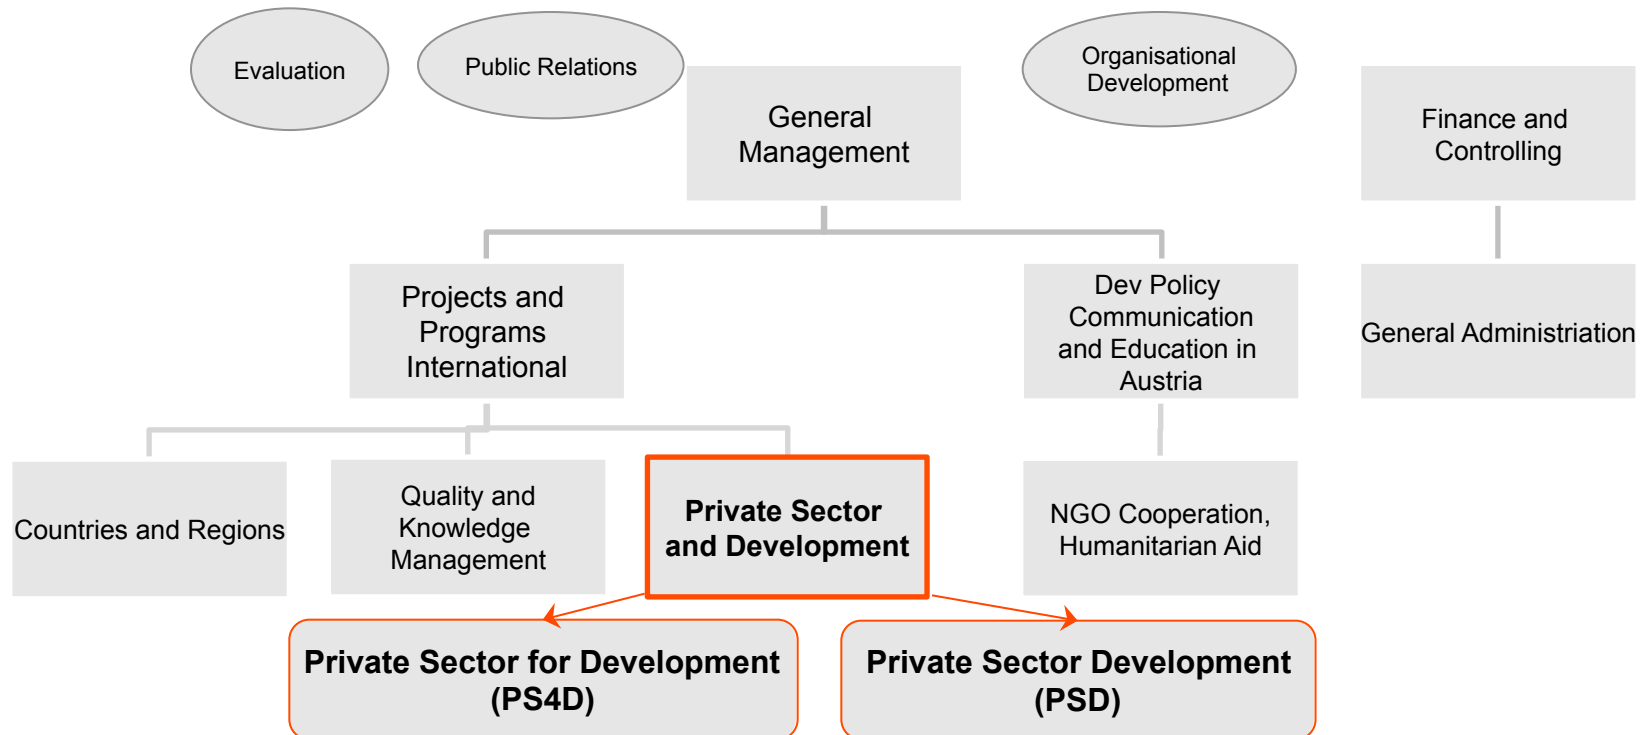 Evaluation
Public Relations
Organisational
Development
General
Management
Finance and
Controlling
Projects and
Programs
International
Dev Policy
Communication
and Education in
Austria
General Administriation
Countries and Regions
Quality and
Knowledge
Management
Private Sector
and Development
NGO Cooperation,
Humanitarian Aid
Private Sector for Development
(PS4D)
Private Sector Development
(PSD)